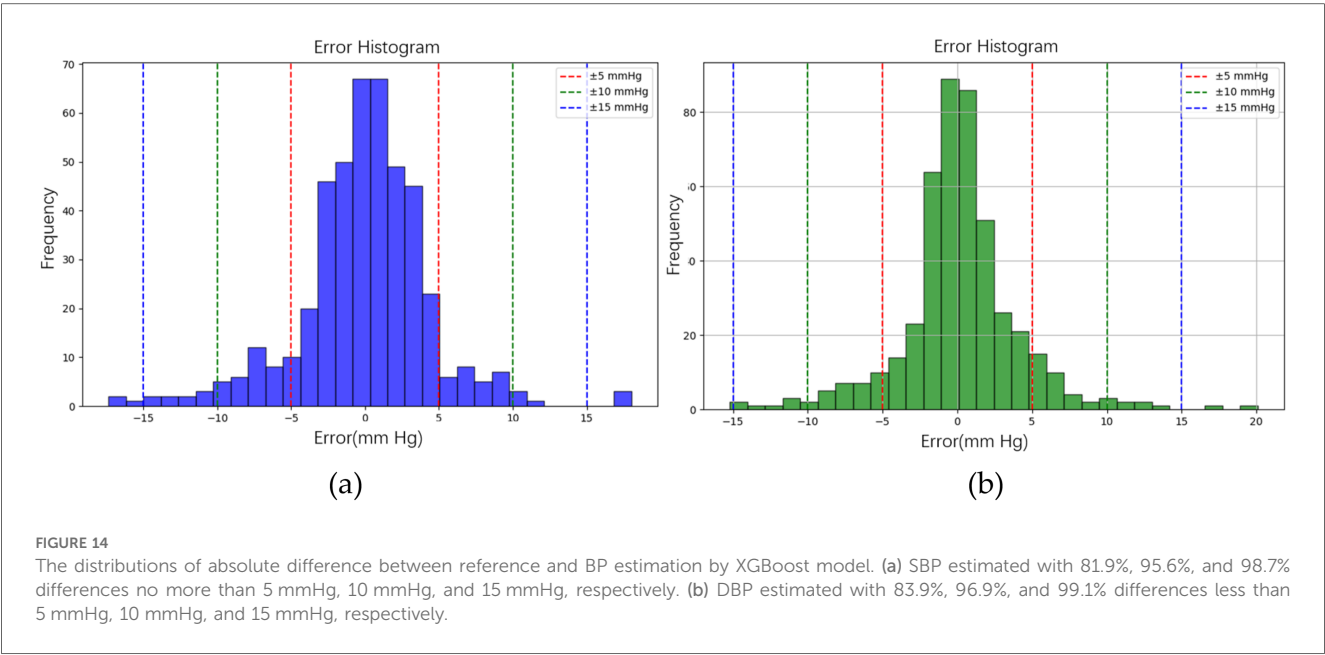 Error Histogram
70
60
50
40
30
20
10
0
Frequency
−15
−10
−5
0
5
10
15
Error(mm Hg)
±5 mmHg
±10 mmHg
±15 mmHg
(a)
Error Histogram
80
60
40
20
0
Frequency
−15
−10
−5
0
5
10
15
20
Error(mm Hg)
±5 mmHg
±10 mmHg
±15 mmHg
(b)
FIGURE 14
The distributions of absolute difference between reference and BP estimation by XGBoost model. (a) SBP estimated with 81.9%, 95.6%, and 98.7%
differences no more than 5 mmHg, 10 mmHg, and 15 mmHg, respectively. (b) DBP estimated with 83.9%, 96.9%, and 99.1% differences less than
5 mmHg, 10 mmHg, and 15 mmHg, respectively.